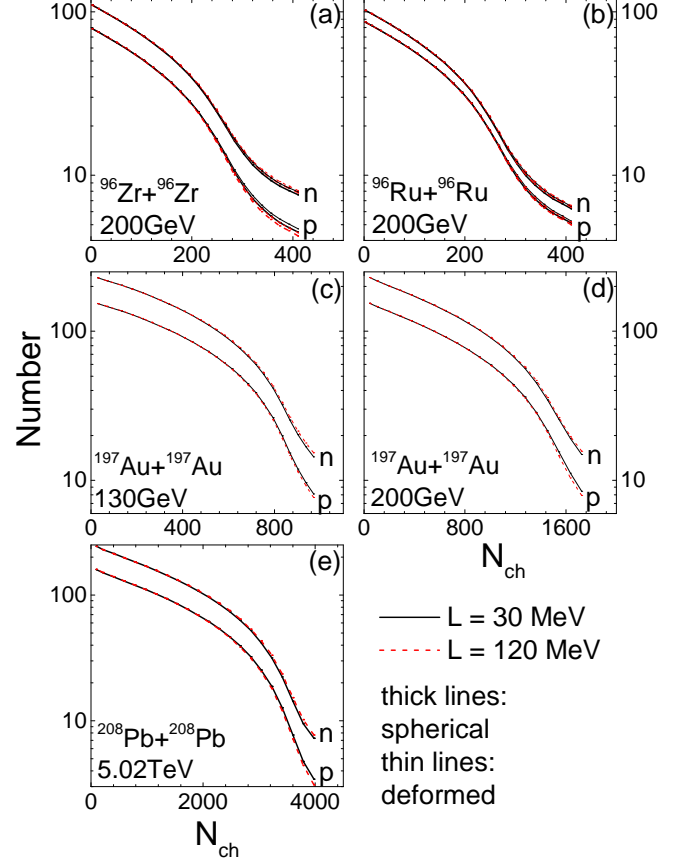 (a)
(b)
100
100
10
10
⁹⁶Zr+⁹⁶Zr
n
200GeV
p
⁹⁶Ru+⁹⁶Ru
n
200GeV
p
0 200 400
0 200 400
Number
(c)
(d)
100
100
10
10
¹⁹⁷Au+¹⁹⁷Au
n
130GeV
p
¹⁹⁷Au+¹⁹⁷Au
n
200GeV
p
0 400 800
0 800 1600
N_ch
(e)
100
10
²⁰⁸Pb+²⁰⁸Pb
n
5.02TeV
p
0 2000 4000
N_ch
L = 30 MeV
L = 120 MeV
thick lines:
spherical
thin lines:
deformed